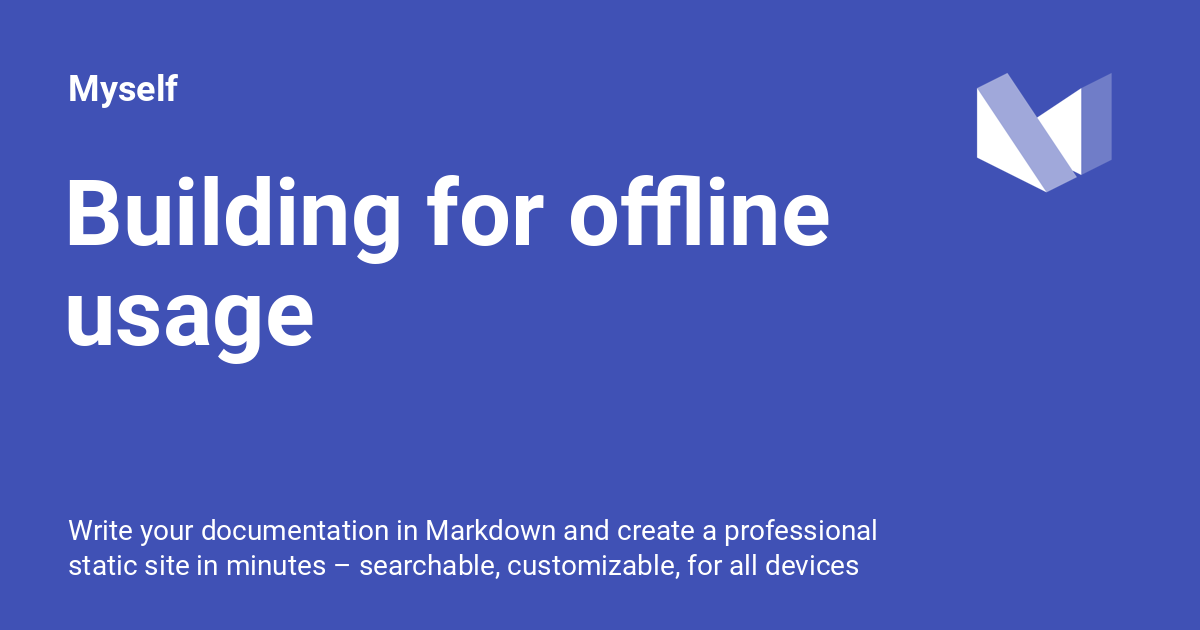 Myself
Building for offline
usage
Write your documentation in Markdown and create a professional
static site in minutes – searchable, customizable, for all devices